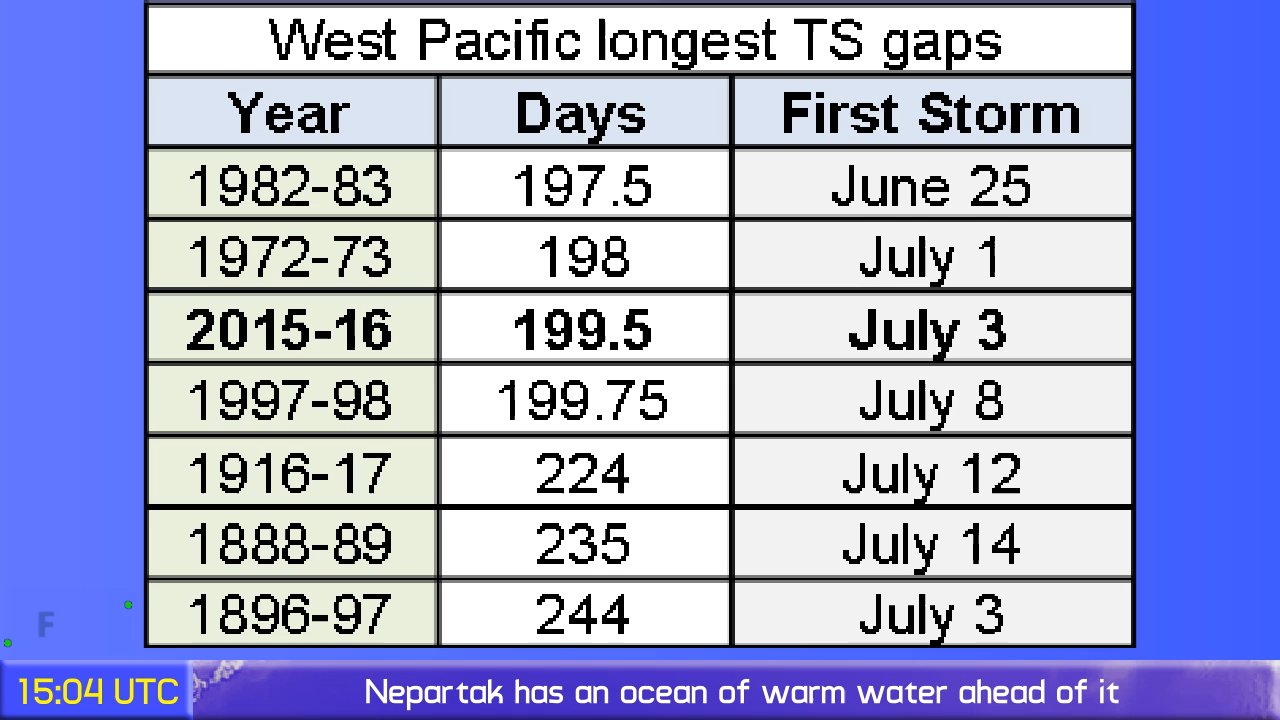 West Pacific longest TS gaps
Year Days First Storm
1982-83 197.5 June 25
1972-73 198 July 1
2015-16 199.5 July 3
1997-98 199.75 July 8
1916-17 224 July 12
1888-89 235 July 14
1896-97 244 July 3
F
15:04 UTC Nepartak has an ocean of warm water ahead of it